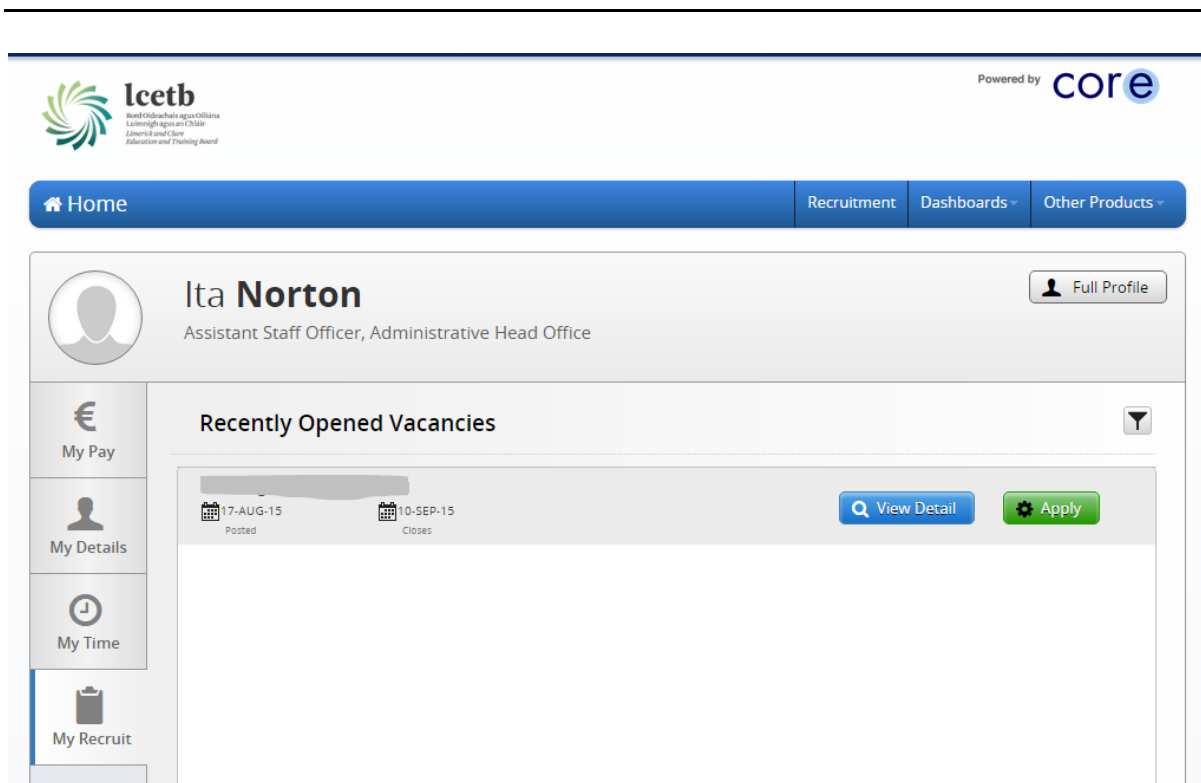 Powered by core
lcetb
Bord Oideachais agus Oiliúna
Luimnigh agus an Chláir
Limerick and Clare
Education and Training Board
Home
Recruitment
Dashboards
Other Products
Ita Norton
Full Profile
Assistant Staff Officer, Administrative Head Office
€
My Pay
Recently Opened Vacancies
17-AUG-15
10-SEP-15
View Detail
Apply
Posted
Closes
My Details
My Time
My Recruit